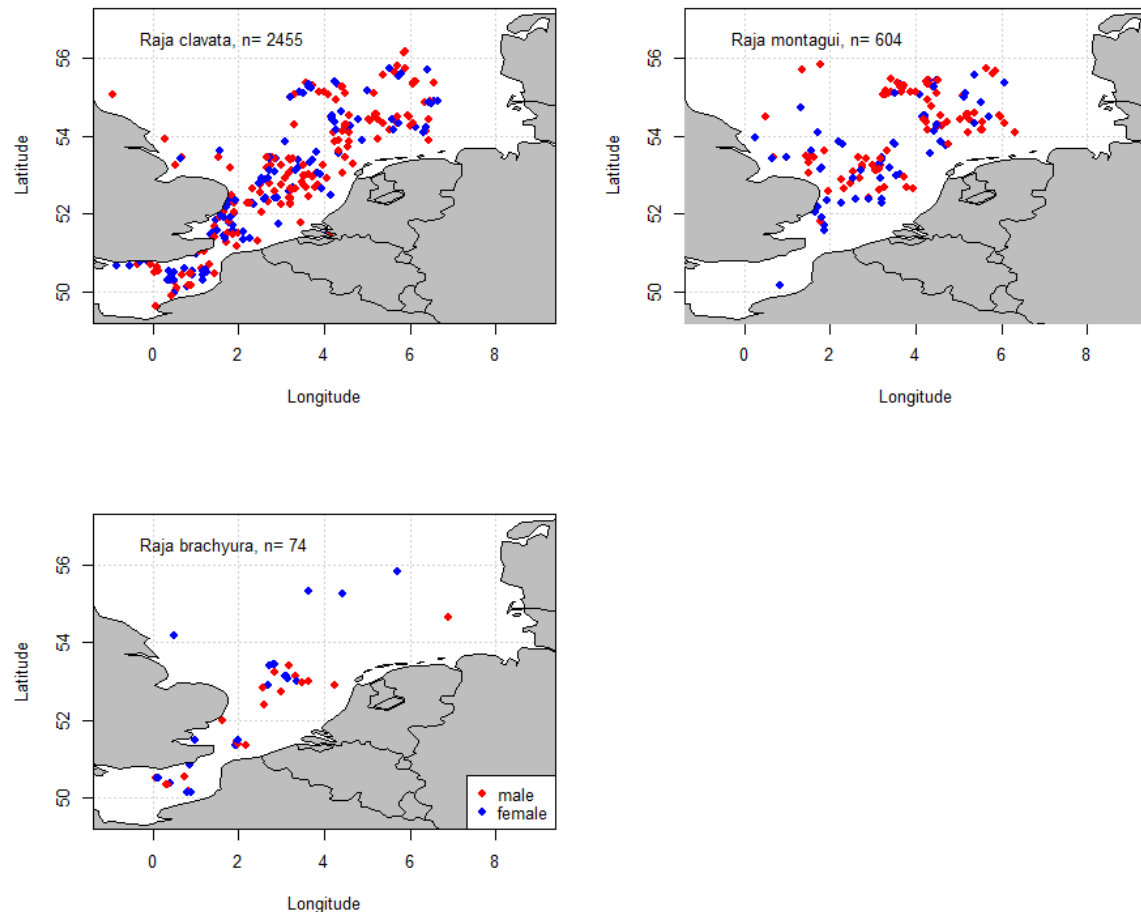 Raja clavata, n= 2455
56
54
52
50
Latitude
0 2 4 6 8
Longitude
Raja montagui, n= 604
56
54
52
50
Latitude
0 2 4 6 8
Longitude
Raja brachyura, n= 74
56
54
52
50
Latitude
male
female
0 2 4 6 8
Longitude